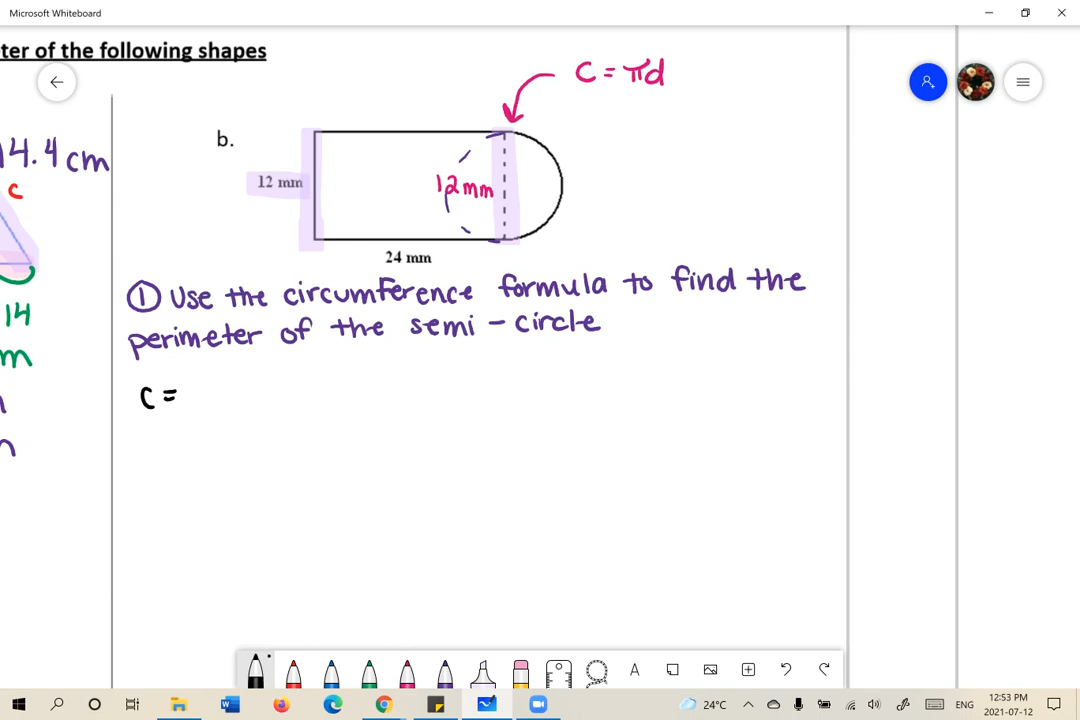 Microsoft Whiteboard
ter of the following shapes
C = πd
b.
14.4 cm
c
12 mm
12mm
24 mm
① Use the circumference formula to find the
perimeter of the semi-circle
14
m
C =
n
A
24°C
ENG
12:53 PM
2021-07-12